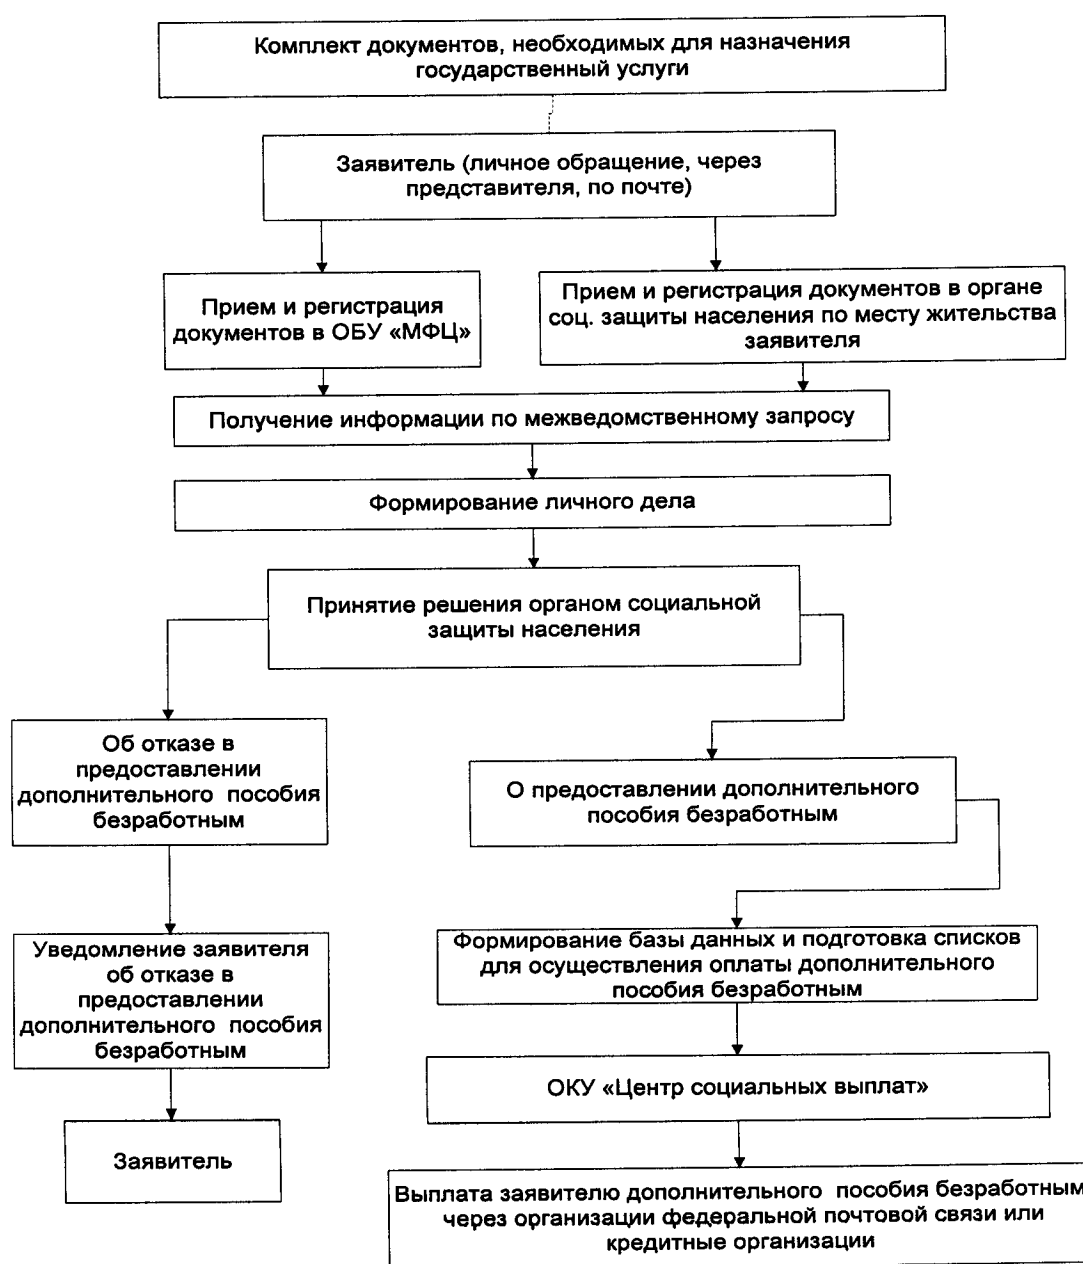 Комплект документов, необходимых для назначения
государственный услуги
Заявитель (личное обращение, через
представителя, по почте)
Прием и регистрация
документов в ОБУ «МФЦ»
Прием и регистрация документов в органе
соц. защиты населения по месту жительства
заявителя
Получение информации по межведомственному запросу
Формирование личного дела
Принятие решения органом социальной
защиты населения
Об отказе в
предоставлении
дополнительного пособия
безработным
О предоставлении дополнительного
пособия безработным
Уведомление заявителя
об отказе в
предоставлении
дополнительного пособия
безработным
Формирование базы данных и подготовка списков
для осуществления оплаты дополнительного
пособия безработным
ОКУ «Центр социальных выплат»
Заявитель
Выплата заявителю дополнительного пособия безработным
через организации федеральной почтовой связи или
кредитные организации